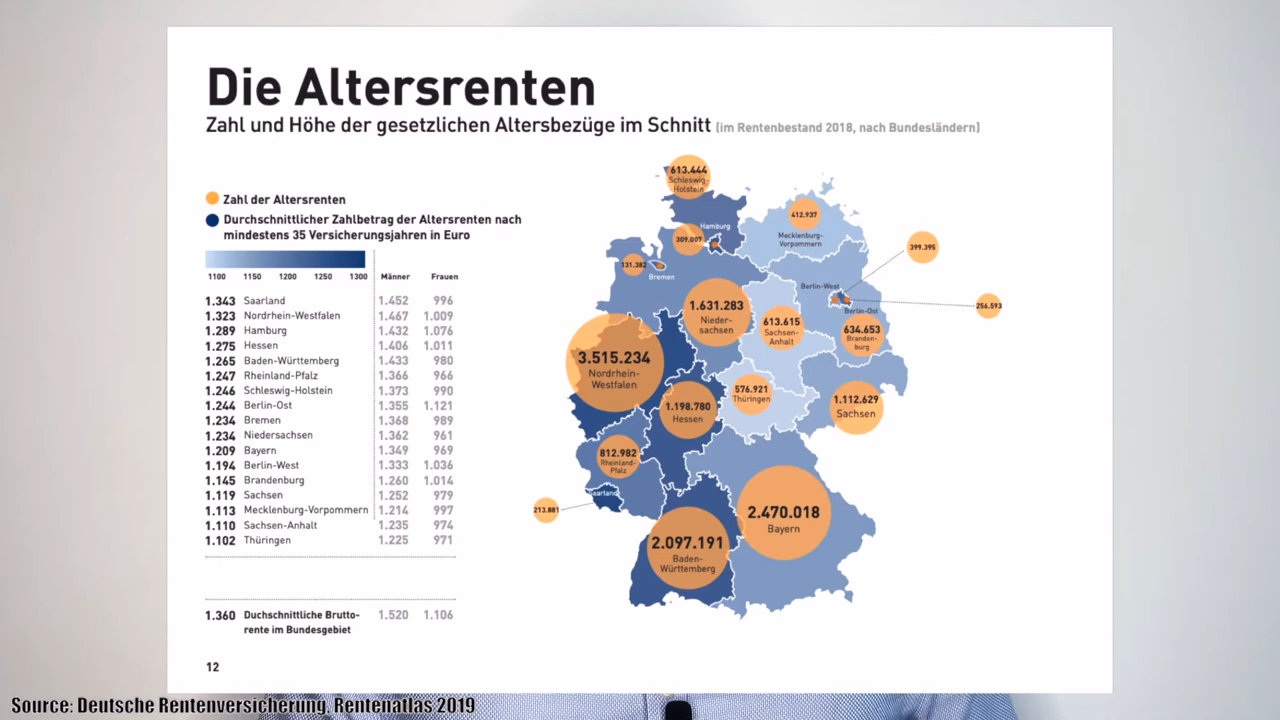 Die Altersrenten
Zahl und Höhe der gesetzlichen Altersbezüge im Schnitt (im Rentenbestand 2018, nach Bundesländern)
Zahl der Altersrenten
Durchschnittlicher Zahlbetrag der Altersrenten nach
mindestens 35 Versicherungsjahren in Euro
1100 1150 1200 1250 1300 Männer Frauen
1.343 Saarland 1.452 996
1.323 Nordrhein-Westfalen 1.467 1.009
1.289 Hamburg 1.432 1.076
1.275 Hessen 1.406 1.011
1.265 Baden-Württemberg 1.433 980
1.247 Rheinland-Pfalz 1.366 966
1.246 Schleswig-Holstein 1.373 990
1.244 Berlin-Ost 1.355 1.121
1.234 Bremen 1.368 989
1.234 Niedersachsen 1.362 961
1.209 Bayern 1.349 969
1.194 Berlin-West 1.333 1.036
1.145 Brandenburg 1.260 1.014
1.119 Sachsen 1.252 979
1.113 Mecklenburg-Vorpommern 1.214 997
1.110 Sachsen-Anhalt 1.235 974
1.102 Thüringen 1.225 971
1.360 Duchschnittliche Brutto- 1.520 1.106
rente im Bundesgebiet
12
613.444
Schleswig-
Holstein
412.937
Mecklenburg-
Vorpommern
Hamburg
309.007
131.382
Bremen
399.395
Berlin-West
256.593
Berlin-Ost
1.631.283
Nieder-
sachsen
613.615
Sachsen-
Anhalt
634.653
Branden-
burg
3.515.234
Nordrhein-
Westfalen
576.921
Thüringen
1.198.780
Hessen
1.112.629
Sachsen
812.982
Rheinland-
Pfalz
Saarland
213.881
2.470.018
Bayern
2.097.191
Baden-
Württemberg
Source: Deutsche Rentenversicherung, Rentenatlas 2019